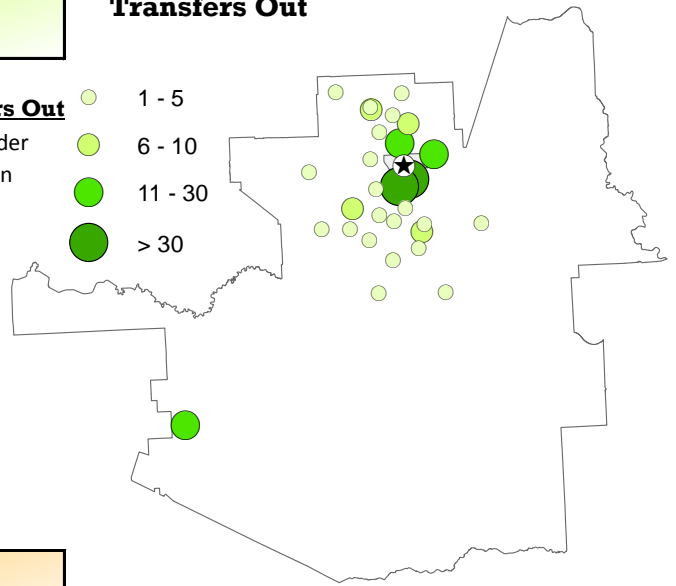 Transfers Out
rs Out
der
n
1 - 5
6 - 10
11 - 30
> 30